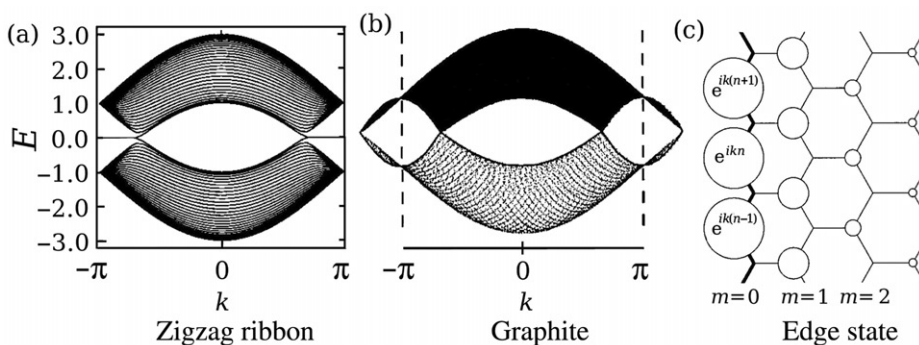 (a)
3.0
2.0
1.0
0.0
−1.0
−2.0
−3.0
E
−π 0 π
k
Zigzag ribbon
(b)
−π 0 π
k
Graphite
(c)
e^{ik(n+1)}
e^{ikn}
e^{ik(n−1)}
m=0 m=1 m=2
Edge state